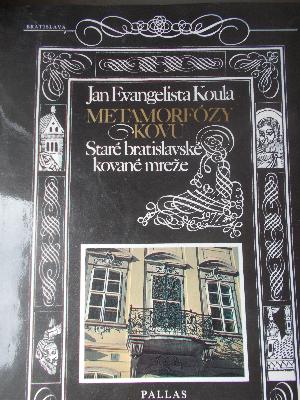 BRATISLAVA
Jan Evangelista Koula
METAMORFÓZY
KOVU
Staré bratislavské
kované mreže
PALLAS